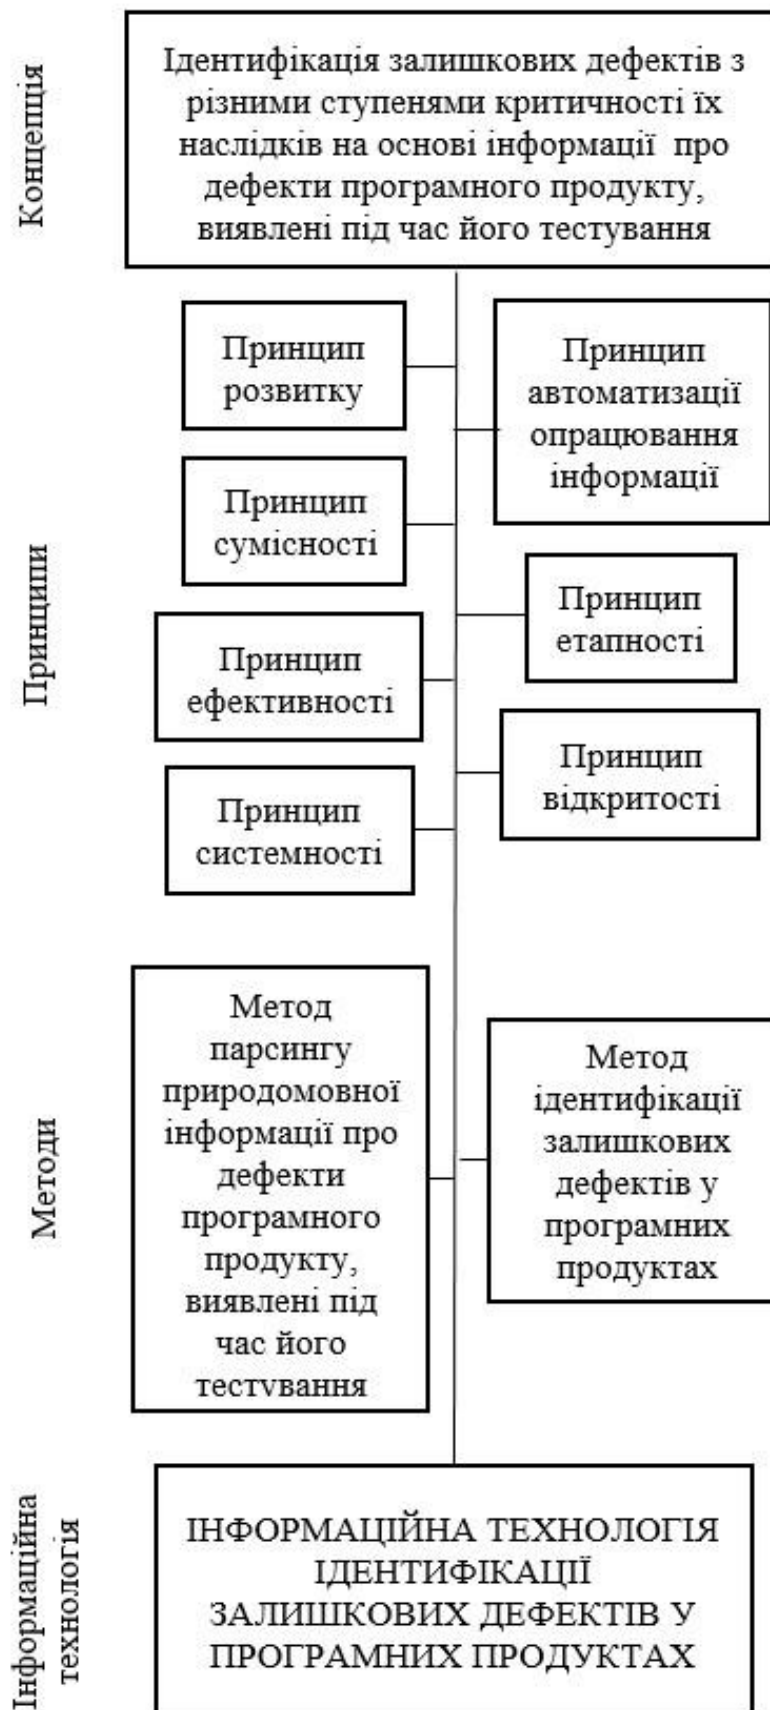 Концепція
Ідентифікація залишкових дефектів з
різними ступенями критичності їх
наслідків на основі інформації про
дефекти програмного продукту,
виявлені під час його тестування
Принципи
Принцип
розвитку
Принцип
автоматизації
опрацювання
інформації
Принцип
сумісності
Принцип
етапності
Принцип
ефективності
Принцип
відкритості
Принцип
системності
Методи
Метод
парсингу
природомовної
інформації про
дефекти
програмного
продукту,
виявлені під
час його
тестування
Метод
ідентифікації
залишкових
дефектів у
програмних
продуктах
Інформаційна
технологія
ІНФОРМАЦІЙНА ТЕХНОЛОГІЯ
ІДЕНТИФІКАЦІЇ
ЗАЛИШКОВИХ ДЕФЕКТІВ У
ПРОГРАМНИХ ПРОДУКТАХ